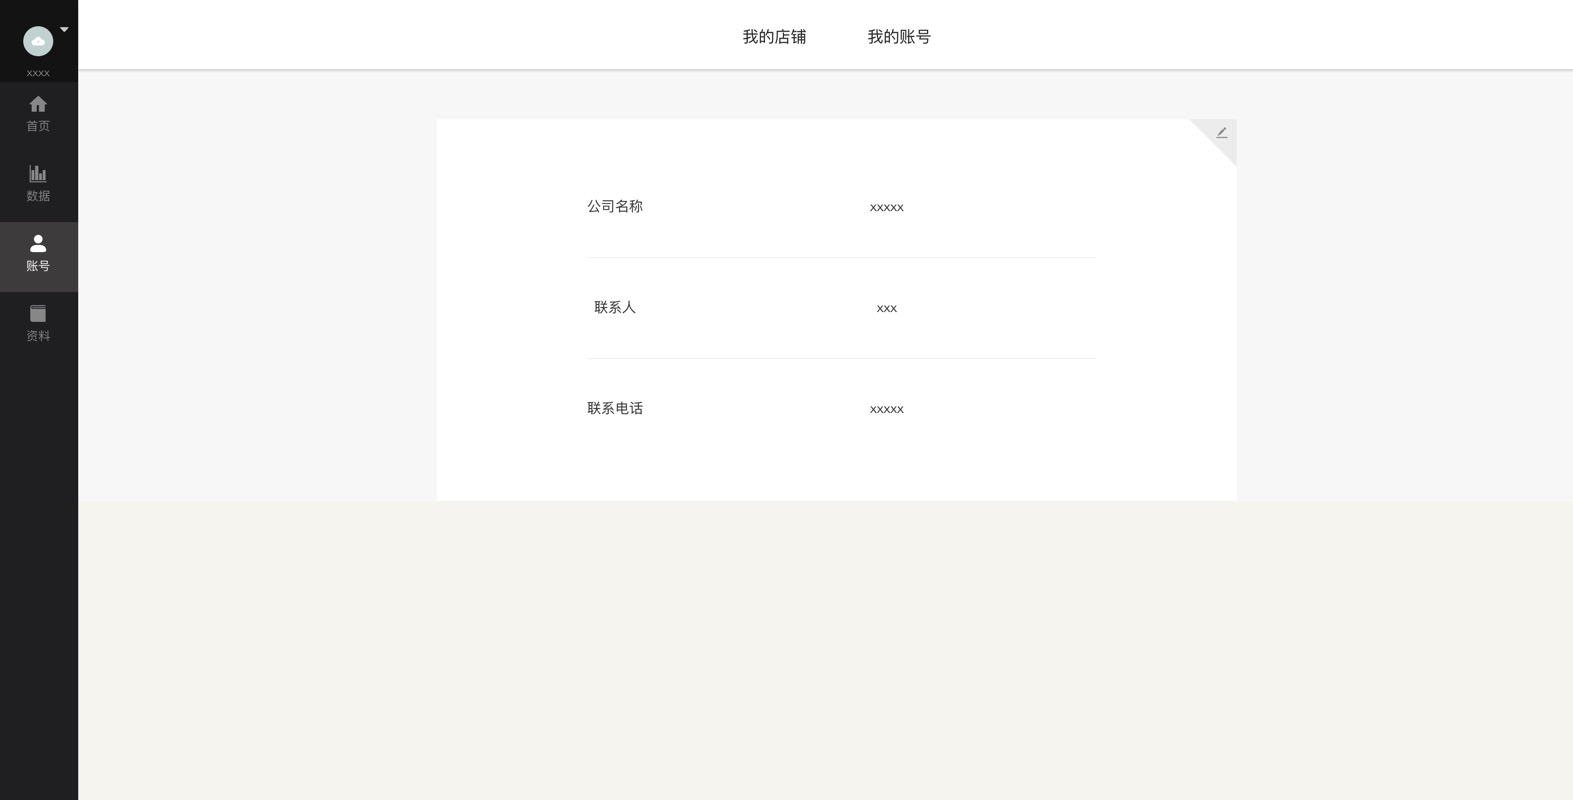 xxxx
首页
数据
账号
资料
我的店铺 我的账号
公司名称 xxxxx
联系人 xxx
联系电话 xxxxx